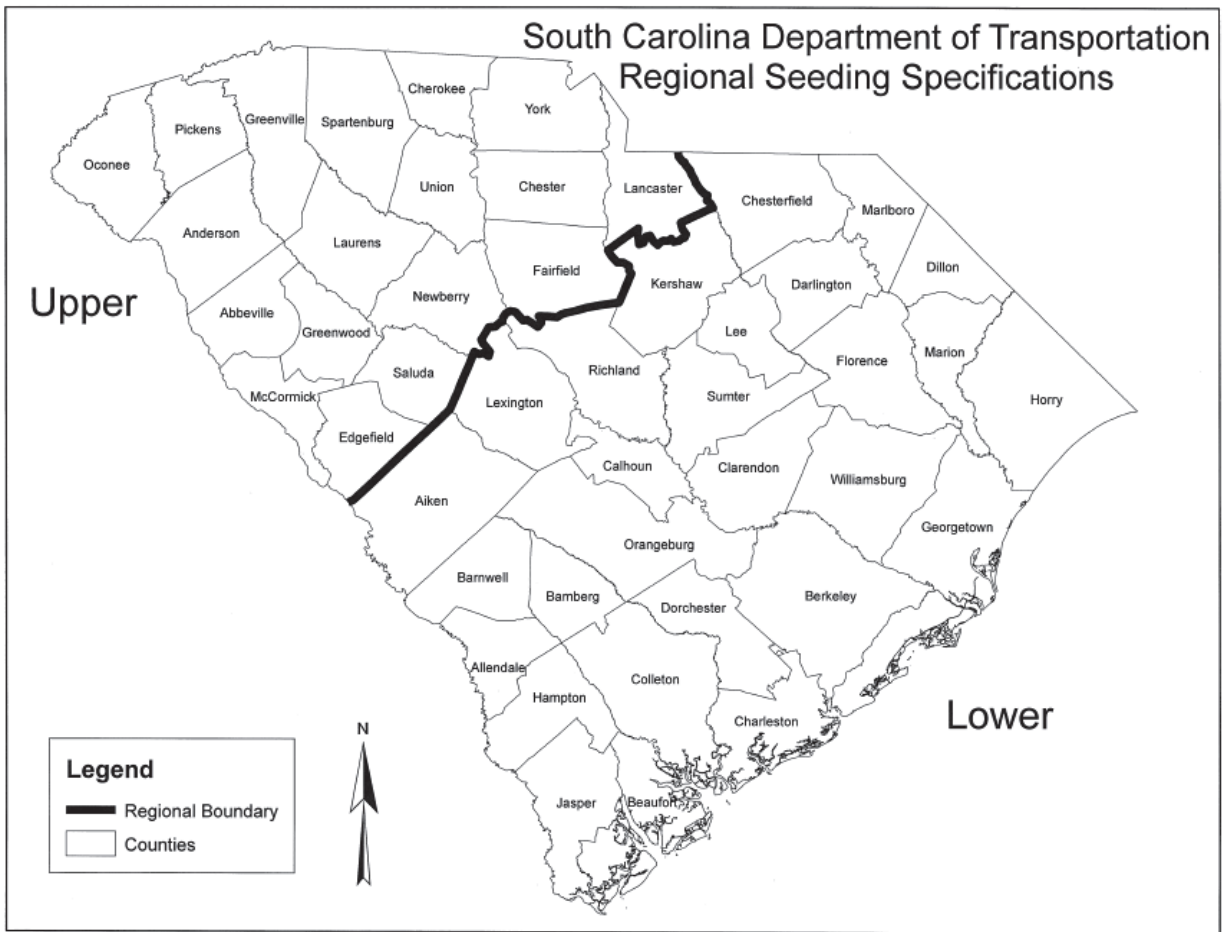 South Carolina Department of Transportation
Regional Seeding Specifications
Cherokee
York
Greenville
Spartenburg
Pickens
Oconee
Union
Chester
Lancaster
Chesterfield
Marlboro
Anderson
Laurens
Fairfield
Kershaw
Darlington
Dillon
Upper
Newberry
Abbeville
Greenwood
Lee
Marion
Florence
Saluda
Richland
McCormick
Lexington
Sumter
Horry
Edgefield
Calhoun
Clarendon
Williamsburg
Aiken
Georgetown
Orangeburg
Barnwell
Bamberg
Dorchester
Berkeley
Allendale
Hampton
Colleton
Charleston
Lower
N
Legend
Regional Boundary
Counties
Jasper
Beaufort